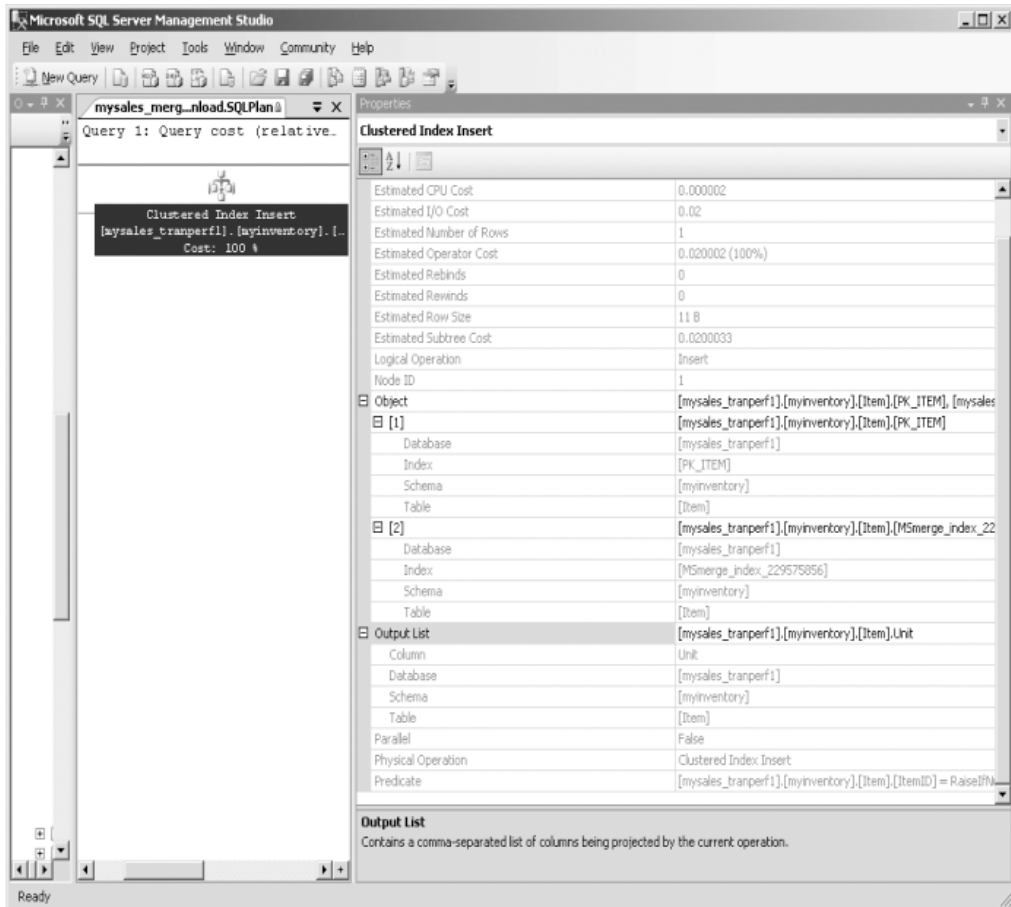 Microsoft SQL Server Management Studio
File Edit View Project Tools Window Community Help
New Query
mysales_merg...nload.SQLPlan
Query 1: Query cost (relative…
Clustered Index Insert
[mysales_tranperf1].[myinventory].[…
Cost: 100 %
Properties
Clustered Index Insert
Estimated CPU Cost 0.000002
Estimated I/O Cost 0.02
Estimated Number of Rows 1
Estimated Operator Cost 0.020002 (100%)
Estimated Rebinds 0
Estimated Rewinds 0
Estimated Row Size 11 B
Estimated Subtree Cost 0.0200033
Logical Operation Insert
Node ID 1
Object [mysales_tranperf1].[myinventory].[Item].[PK_ITEM], [mysales
[1] [mysales_tranperf1].[myinventory].[Item].[PK_ITEM]
Database [mysales_tranperf1]
Index [PK_ITEM]
Schema [myinventory]
Table [Item]
[2] [mysales_tranperf1].[myinventory].[Item].[MSmerge_index_22
Database [mysales_tranperf1]
Index [MSmerge_index_229575856]
Schema [myinventory]
Table [Item]
Output List [mysales_tranperf1].[myinventory].[Item].Unit
Column Unit
Database [mysales_tranperf1]
Schema [myinventory]
Table [Item]
Parallel False
Physical Operation Clustered Index Insert
Predicate [mysales_tranperf1].[myinventory].[Item].[ItemID] = RaiseIfNu
Output List
Contains a comma-separated list of columns being projected by the current operation.
Ready